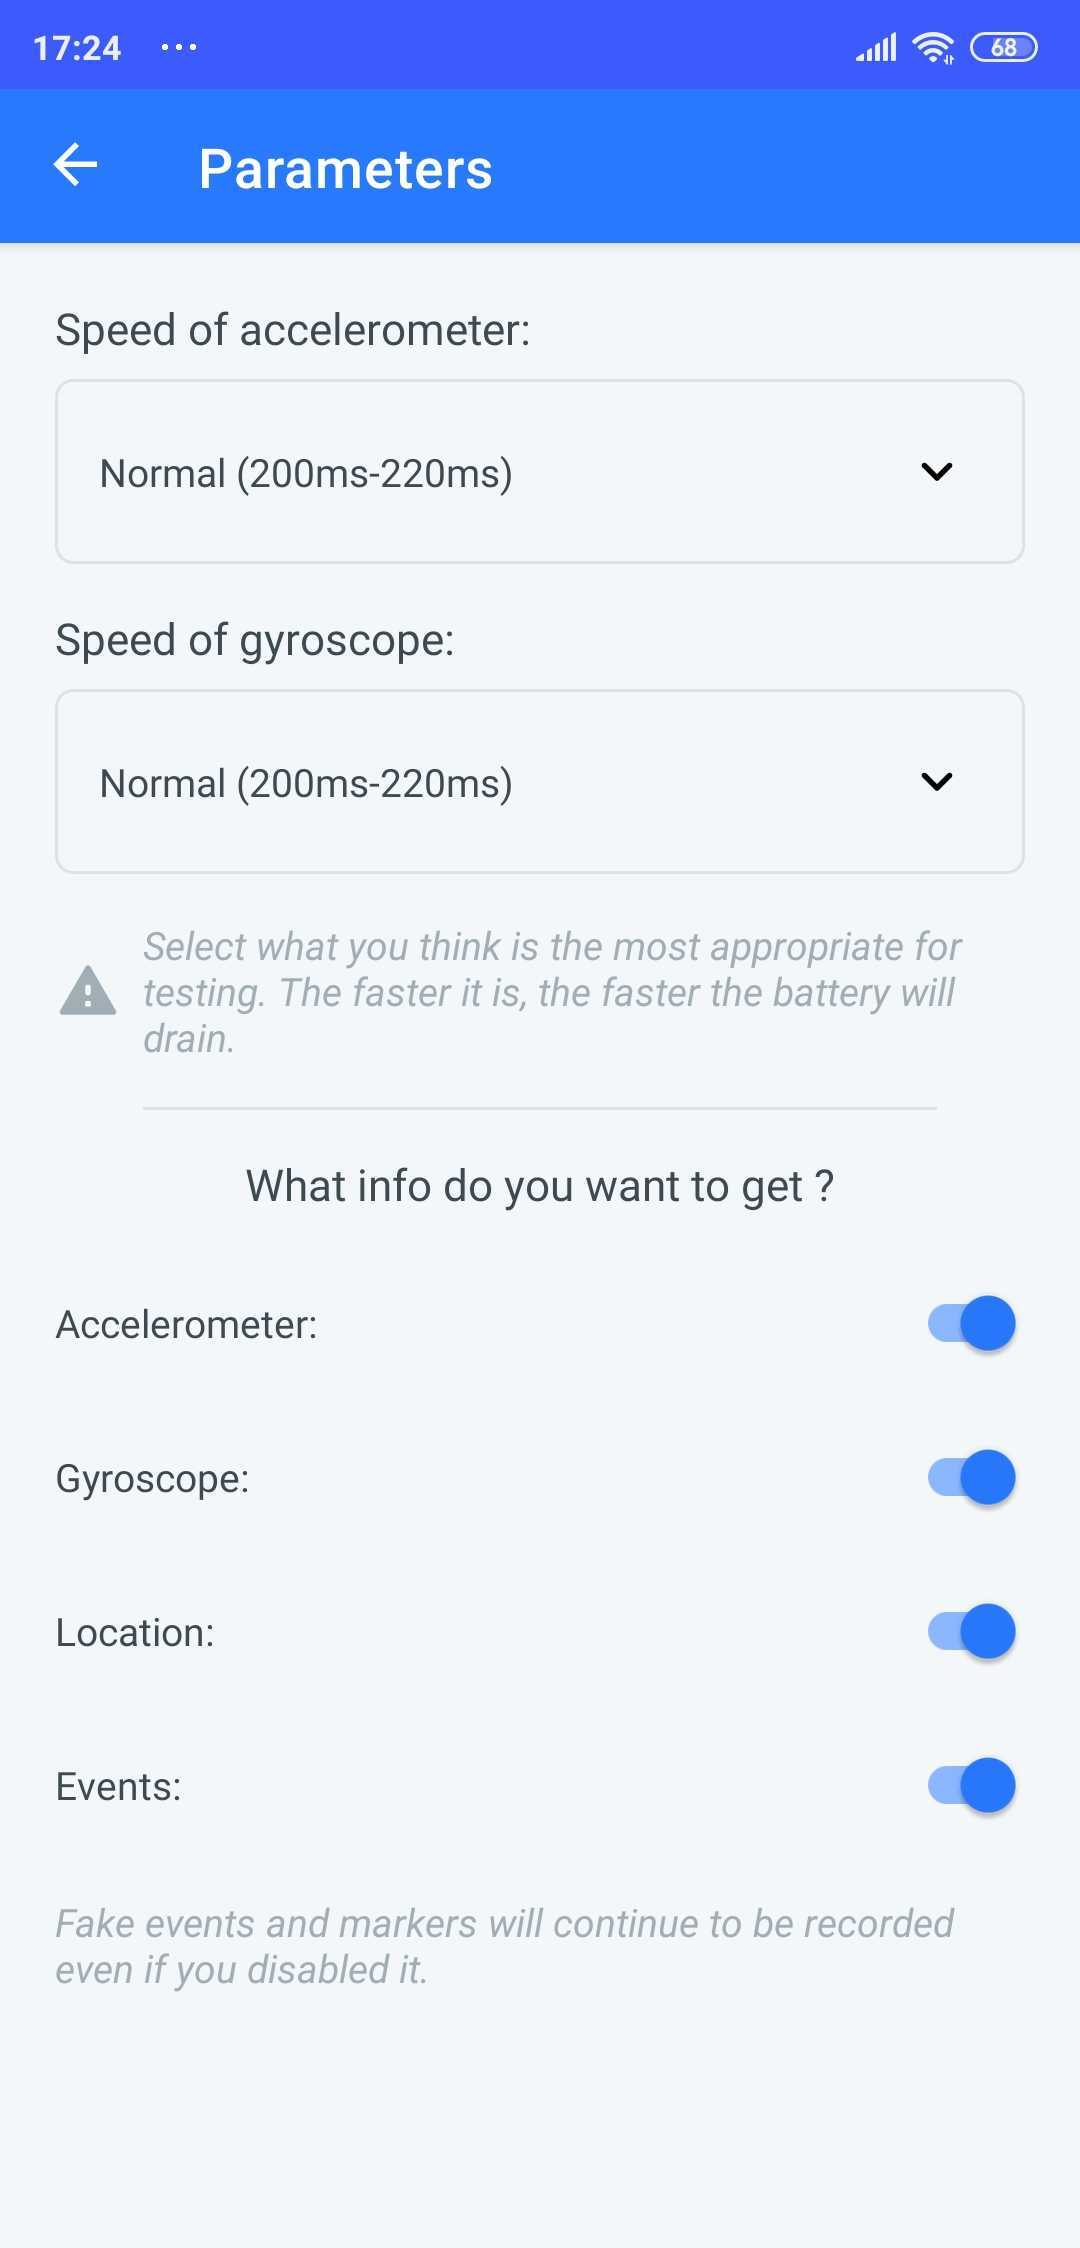 17:24 ... 68
Parameters
Speed of accelerometer:
Normal (200ms-220ms)
Speed of gyroscope:
Normal (200ms-220ms)
Select what you think is the most appropriate for
testing. The faster it is, the faster the battery will
drain.
What info do you want to get ?
Accelerometer:
Gyroscope:
Location:
Events:
Fake events and markers will continue to be recorded
even if you disabled it.